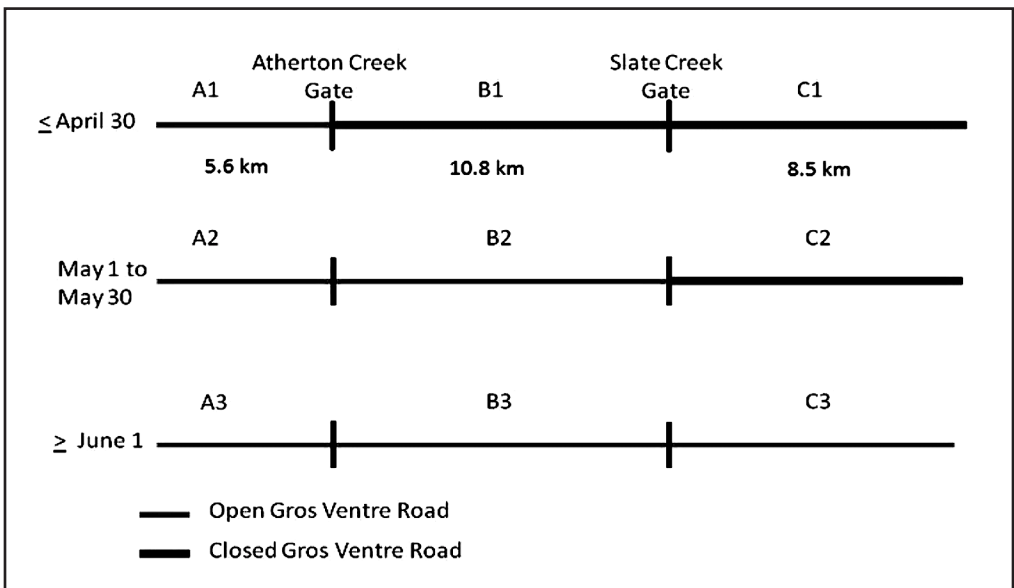 Atherton Creek
Gate
Slate Creek
Gate
A1
B1
C1
≤ April 30
5.6 km
10.8 km
8.5 km
A2
B2
C2
May 1 to
May 30
A3
B3
C3
≥ June 1
Open Gros Ventre Road
Closed Gros Ventre Road